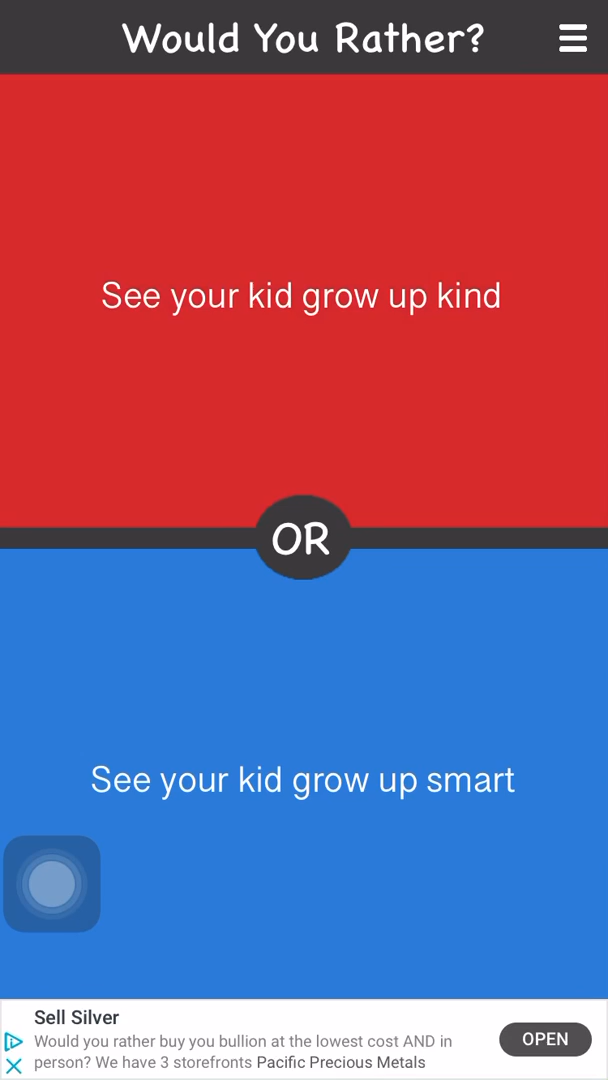 Would You Rather?
See your kid grow up kind
OR
See your kid grow up smart
Sell Silver
Would you rather buy you bullion at the lowest cost AND in
person? We have 3 storefronts Pacific Precious Metals
OPEN